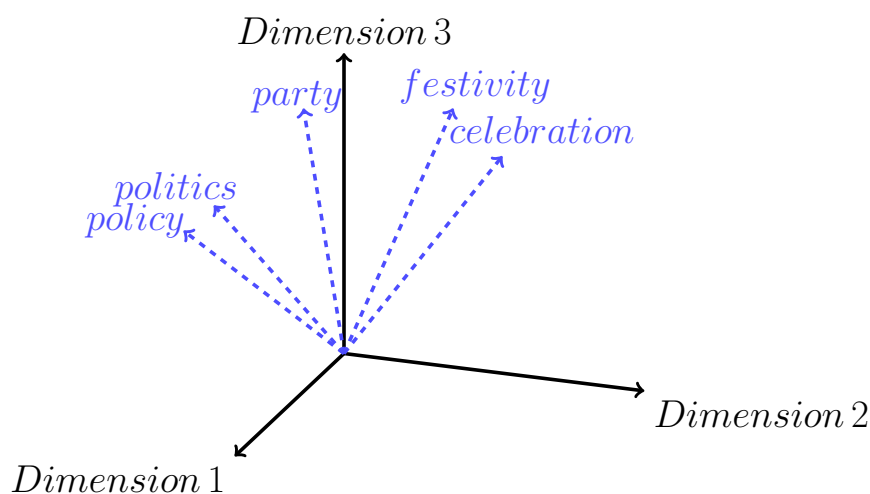 Dimension 3
party
festivity
celebration
politics
policy
Dimension 2
Dimension 1